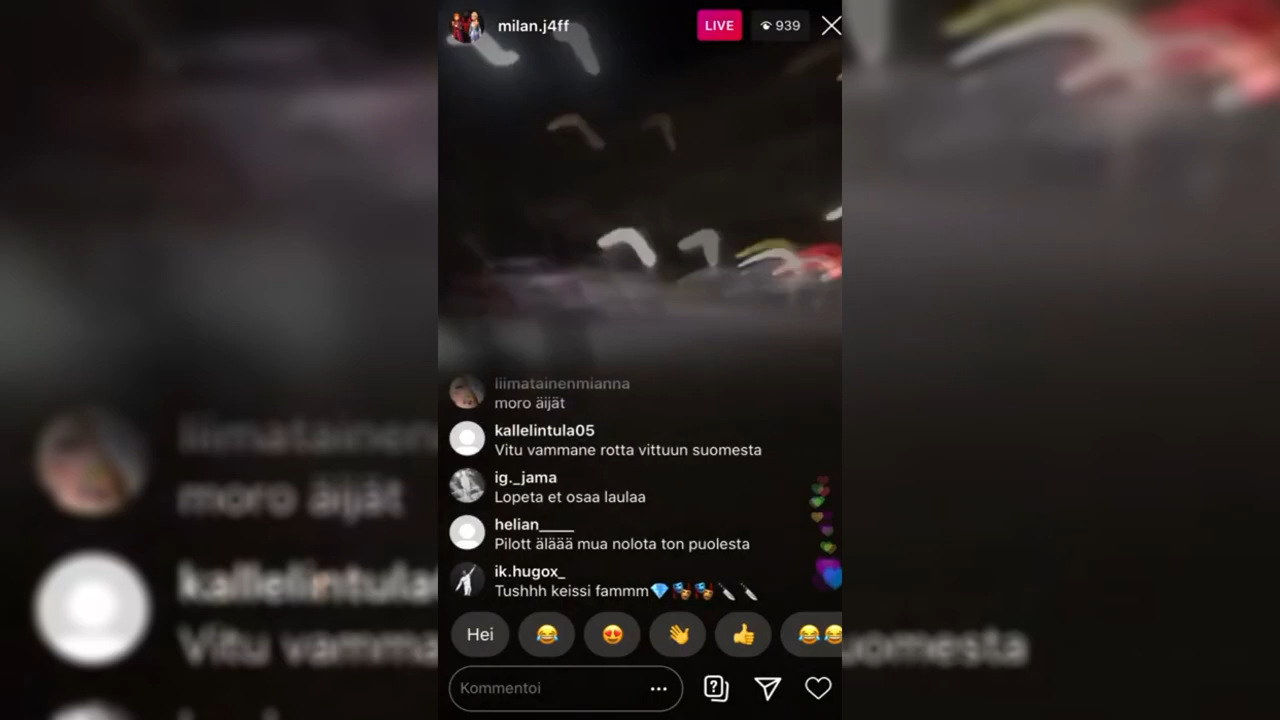 milan.j4ff
LIVE
939
liimatainenmianna
moro äijät
kallelintula05
Vitu vammane rotta vittuun suomesta
ig._jama
Lopeta et osaa laulaa
helian_____
Pilott äläää mua nolota ton puolesta
ik.hugox_
Tushhh keissi fammm💎🎭🎭🔪🔪
Hei
Kommentoi